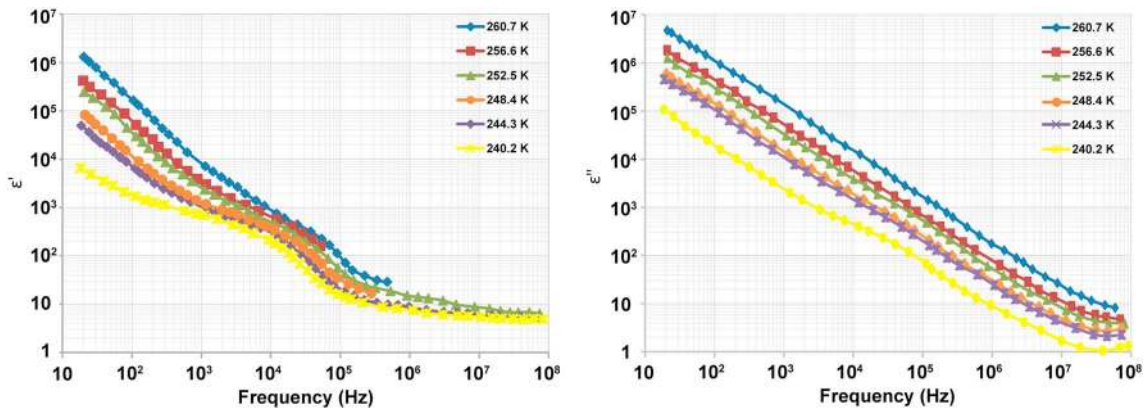 10⁷
10⁶
10⁵
10⁴
10³
10²
10
1
ε'
260.7 K
256.6 K
252.5 K
248.4 K
244.3 K
240.2 K
10 10² 10³ 10⁴ 10⁵ 10⁶ 10⁷ 10⁸
Frequency (Hz)
10⁷
10⁶
10⁵
10⁴
10³
10²
10
1
ε"
260.7 K
256.6 K
252.5 K
248.4 K
244.3 K
240.2 K
10 10² 10³ 10⁴ 10⁵ 10⁶ 10⁷ 10⁸
Frequency (Hz)